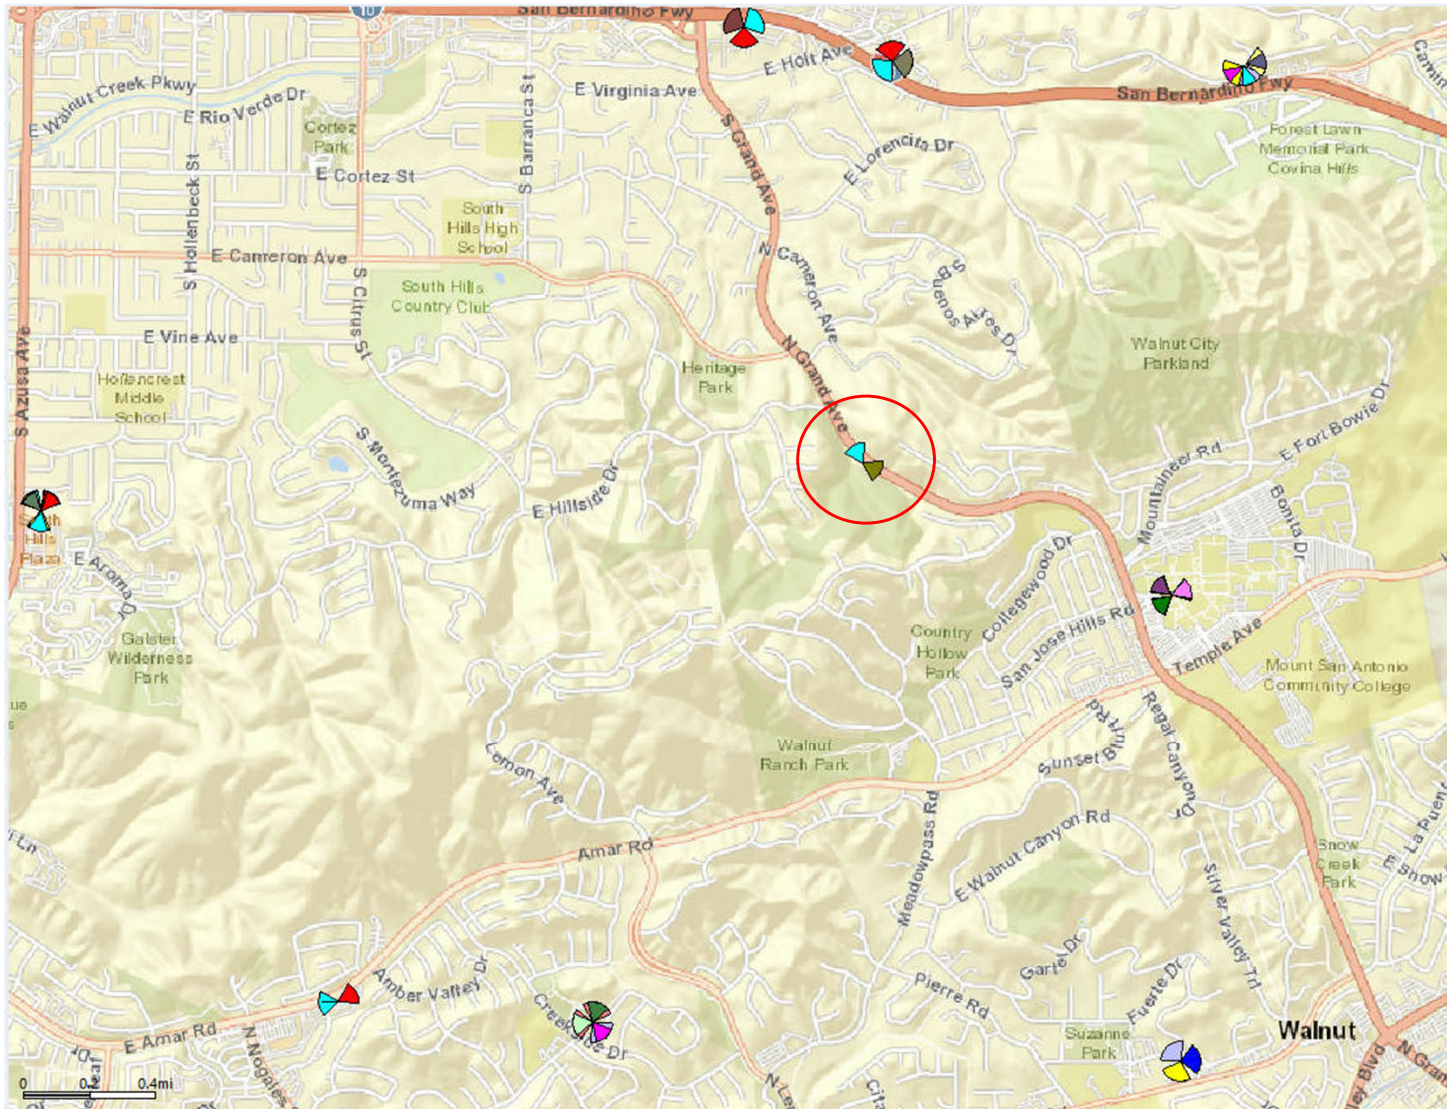 10
San Bernardino Fwy
E Holt Ave
San Bernardino Fwy
E Walnut Creek Pkwy
E Rio Verde Dr
S Barranca St
E Virginia Ave
S Grand Ave
Cortez
Park
E Cortez St
S Hollenbeck St
E Lorencita Dr
Forest Lawn
Memorial Park
Covina Hills
South
Hills High
School
E Cameron Ave
N Cameron Ave
S Citrus St
South Hills
Country Club
S Buenos Aires Dr
E Vine Ave
S Azusa Ave
N Grand Ave
Heritage
Park
Walnut City
Parkland
Hollencrest
Middle
School
S Montezuma Way
E Hillside Dr
Mountaineer Rd
E Fort Bowie Dr
Bonita Dr
South
Hills
Plaza
E Aroma Dr
Galster
Wilderness
Park
Collegewood Dr
San Jose Hills Rd
Country
Hollow
Park
Temple Ave
Mount San Antonio
Community College
Regal Canyon Dr
Sunset Bluff Rd
Walnut
Ranch Park
Lemon Ave
Amar Rd
Meadowpass Rd
E Walnut Canyon Rd
Silver Valley Trl
Snow
Creek
Park
Amber Valley Dr
Creekside Dr
E Amar Rd
N Nogales
Pierre Rd
Gartel Dr
Fuerte Dr
Suzanne
Park
Walnut
0
0.4mi